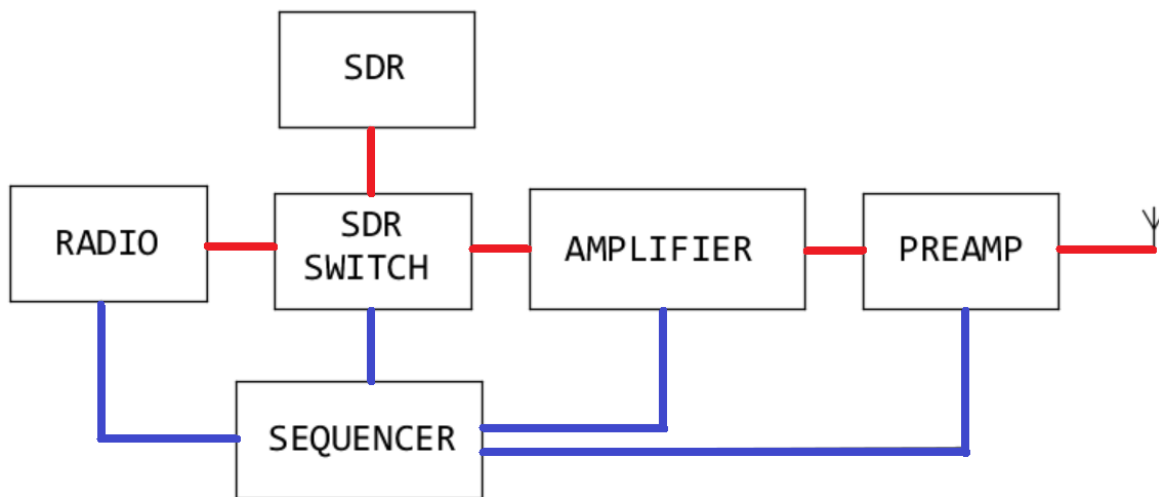 SDR
RADIO
SDR
SWITCH
AMPLIFIER
PREAMP
SEQUENCER